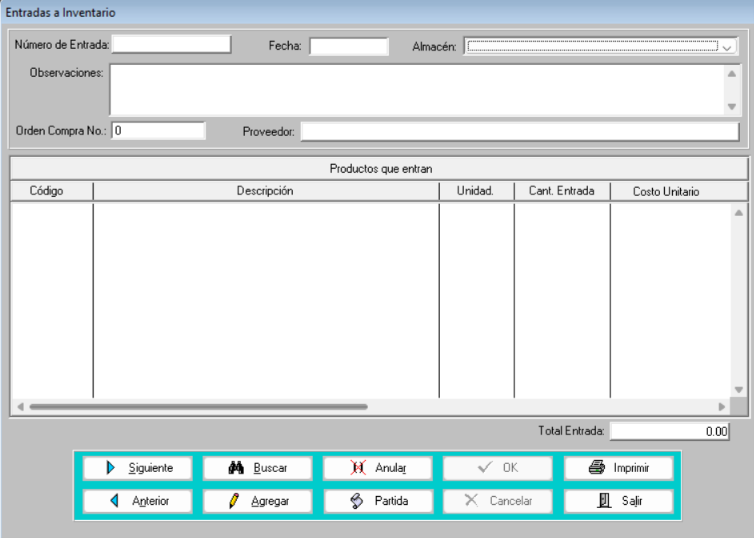 Entradas a Inventario
Número de Entrada: Fecha: Almacén:
Observaciones:
Orden Compra No.: 0 Proveedor:
Productos que entran
Código Descripción Unidad. Cant. Entrada Costo Unitario
Total Entrada: 0.00
Siguiente Buscar Anular OK Imprimir
Anterior Agregar Partida Cancelar Salir